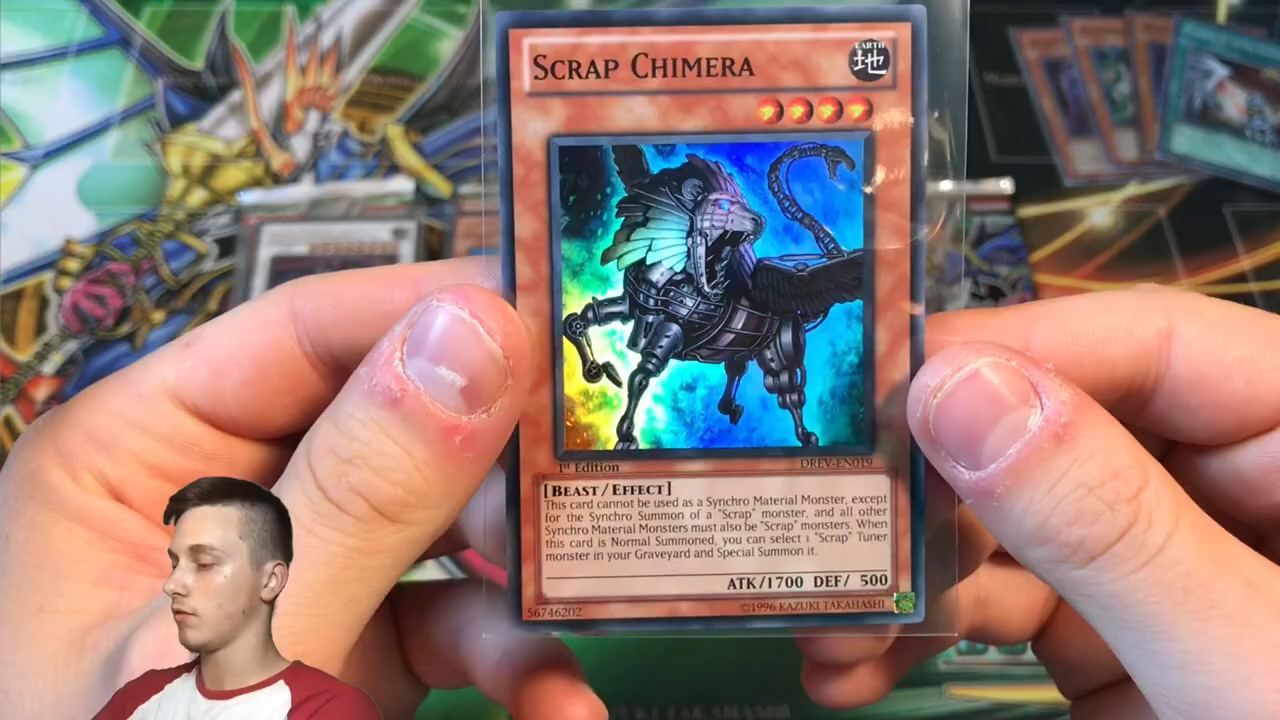 SCRAP CHIMERA
EARTH
地
1ST Edition
DREV-EN019
[BEAST/EFFECT]
This card cannot be used as a Synchro Material Monster, except
for the Synchro Summon of a "Scrap" monster, and all other
Synchro Material Monsters must also be "Scrap" monsters. When
this card is Normal Summoned, you can select 1 "Scrap" Tuner
monster in your Graveyard and Special Summon it.
ATK/1700 DEF/ 500
56746202
©1996 KAZUKI TAKAHASHI